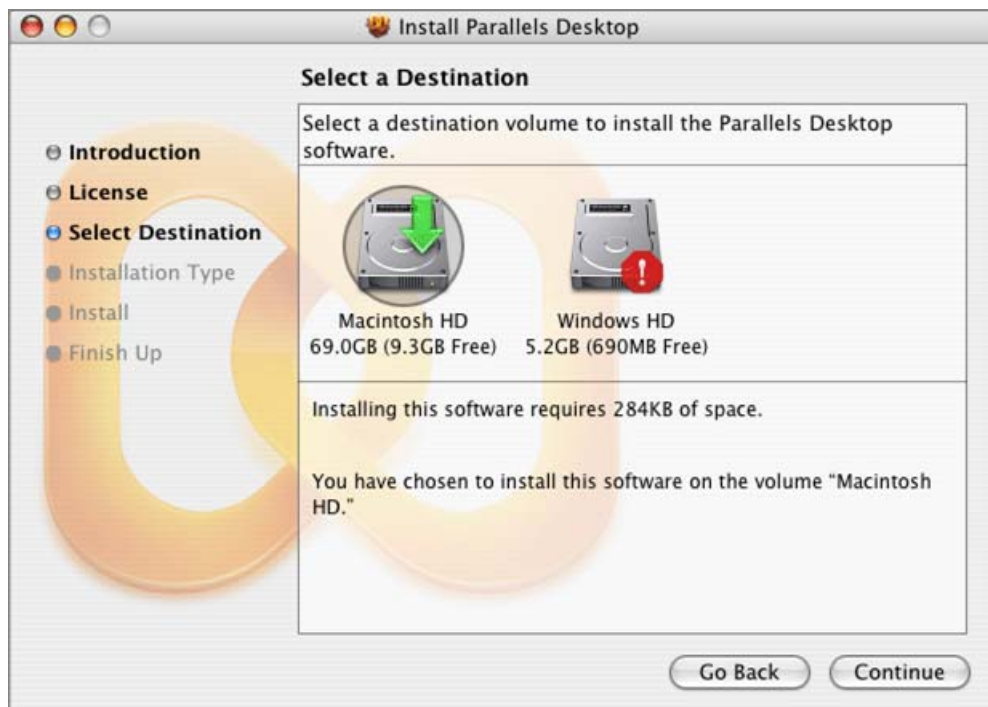 Install Parallels Desktop
Select a Destination
Introduction
License
Select Destination
Installation Type
Install
Finish Up
Select a destination volume to install the Parallels Desktop
software.
Macintosh HD
69.0GB (9.3GB Free)
Windows HD
5.2GB (690MB Free)
Installing this software requires 284KB of space.
You have chosen to install this software on the volume “Macintosh
HD.”
Go Back
Continue